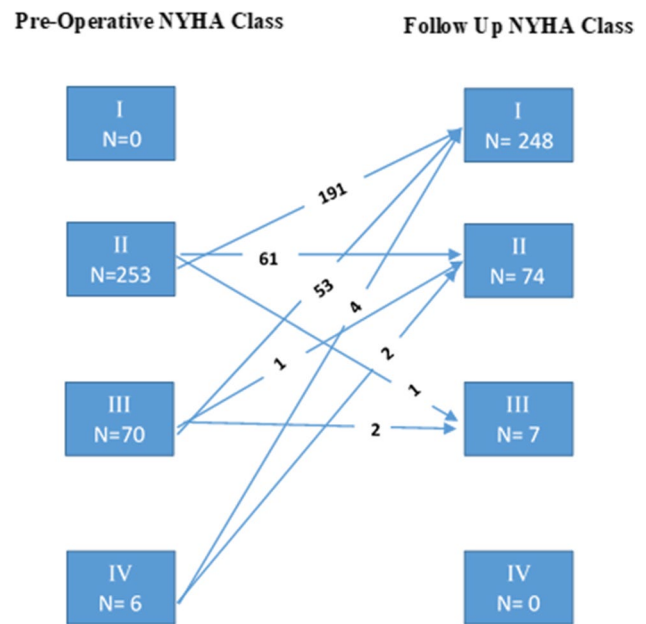 Pre-Operative NYHA Class
Follow Up NYHA Class
I
N=0
I
N= 248
191
II
N=253
61
II
N= 74
53
4
1
2
1
III
N=70
2
III
N= 7
IV
N= 6
IV
N= 0